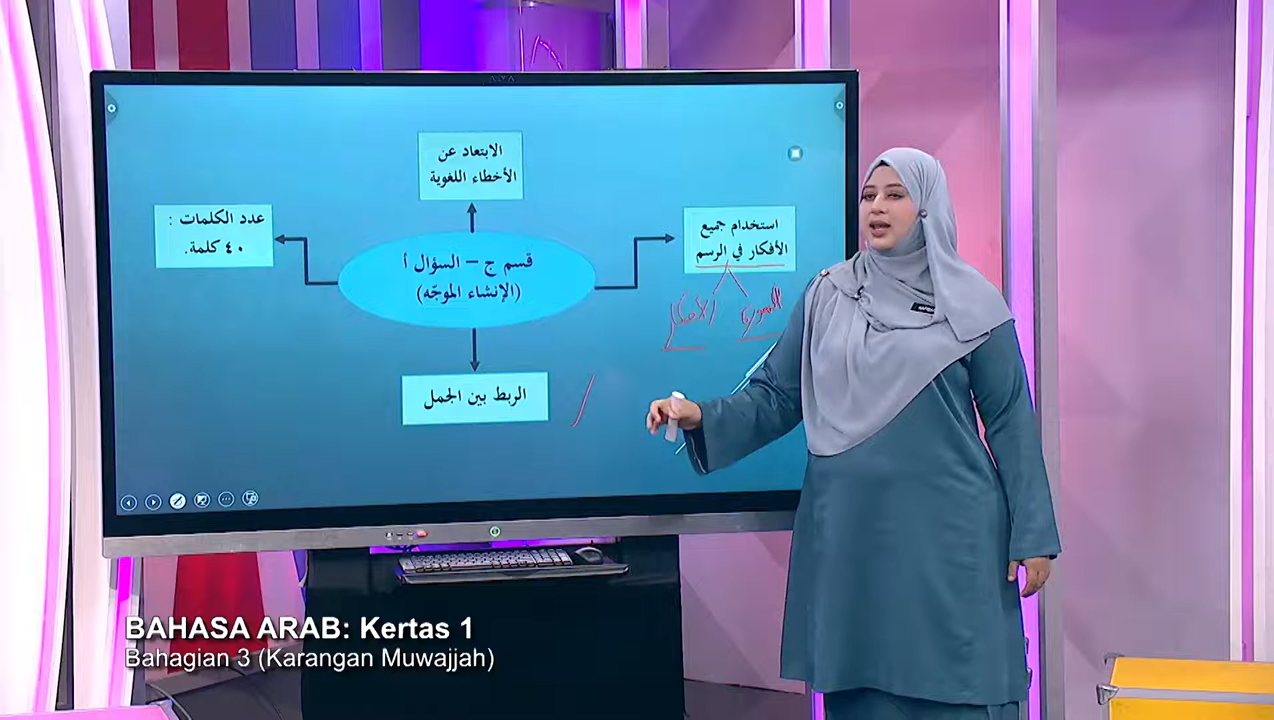 الابتعاد عن
الأخطاء اللغوية
استخدام جميع
الأفكار في الرسم
عدد الكلمات :
٤٠ كلمة.
قسم ج – السؤال أ
(الإنشاء الموجّه)
الصورة
الأفكار
الربط بين الجمل
BAHASA ARAB: Kertas 1
Bahagian 3 (Karangan Muwajjah)